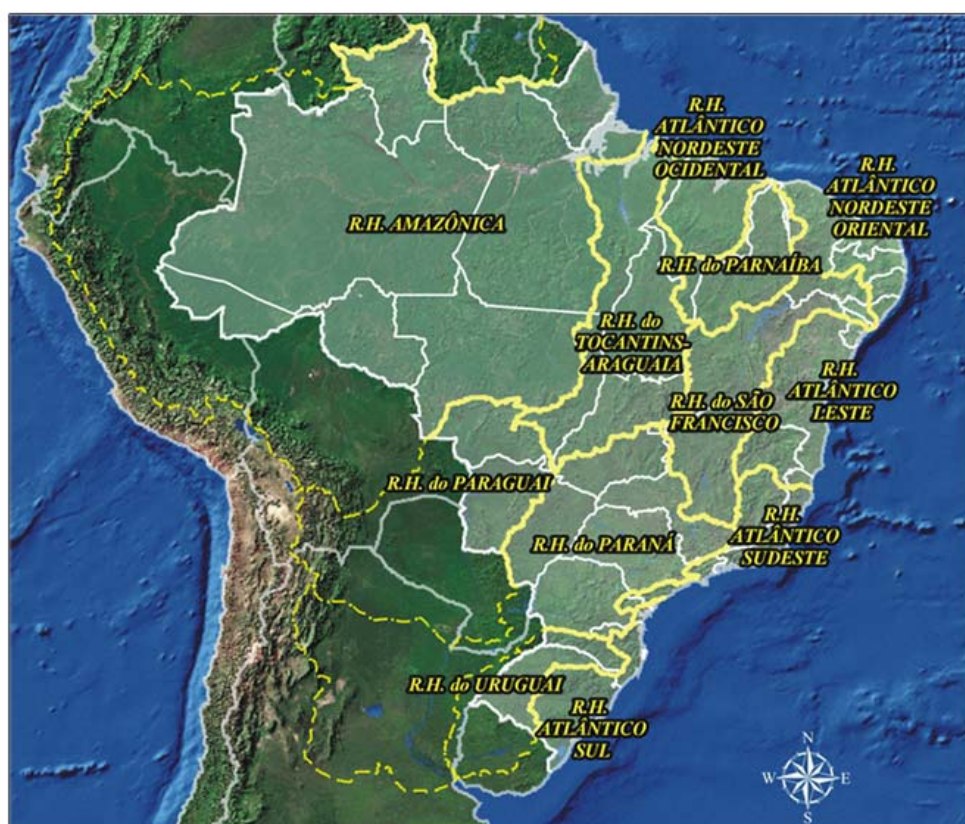 R.H.
ATLÂNTICO
NORDESTE
OCIDENTAL
R.H.
ATLÂNTICO
NORDESTE
ORIENTAL
R.H. AMAZÔNICA
R.H. do PARNAÍBA
R.H. do
TOCANTINS-
ARAGUAIA
R.H. do SÃO
FRANCISCO
R.H.
ATLÂNTICO
LESTE
R.H. do PARAGUAI
R.H. do PARANÁ
R.H.
ATLÂNTICO
SUDESTE
R.H. do URUGUAI
R.H.
ATLÂNTICO
SUL
N
W E
S